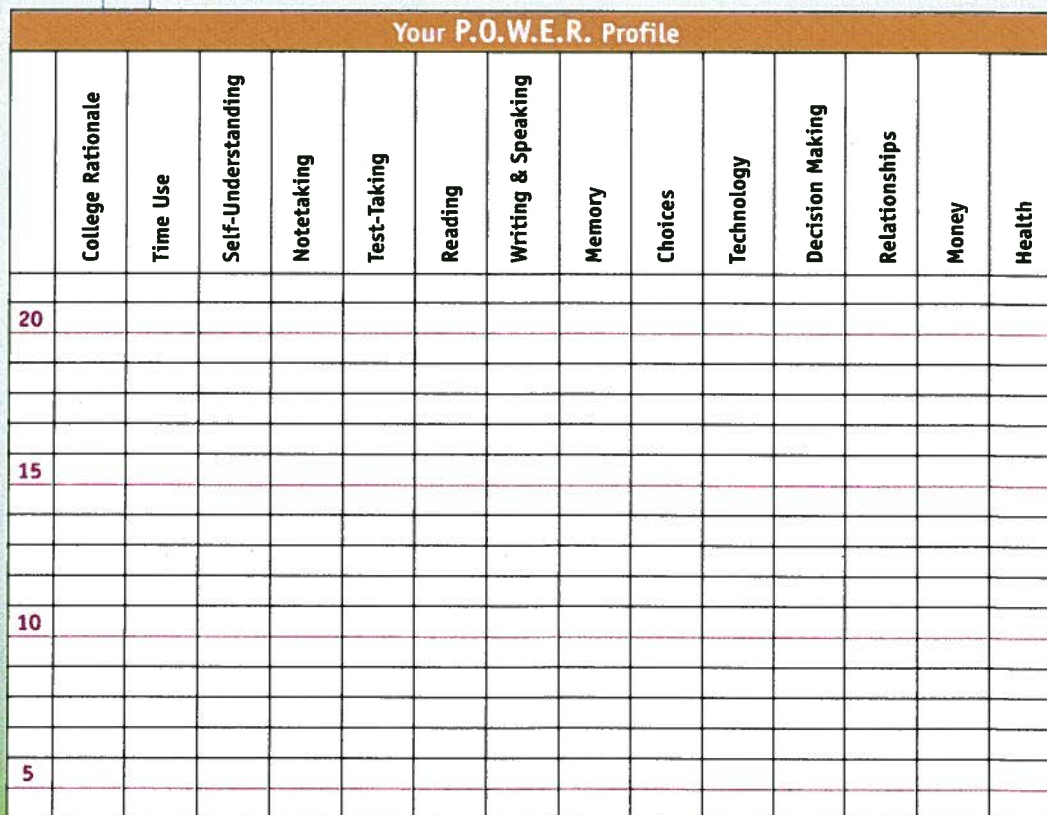 Your P.O.W.E.R. Profile
College Rationale
Time Use
Self-Understanding
Notetaking
Test-Taking
Reading
Writing & Speaking
Memory
Choices
Technology
Decision Making
Relationships
Money
Health
20
15
10
5